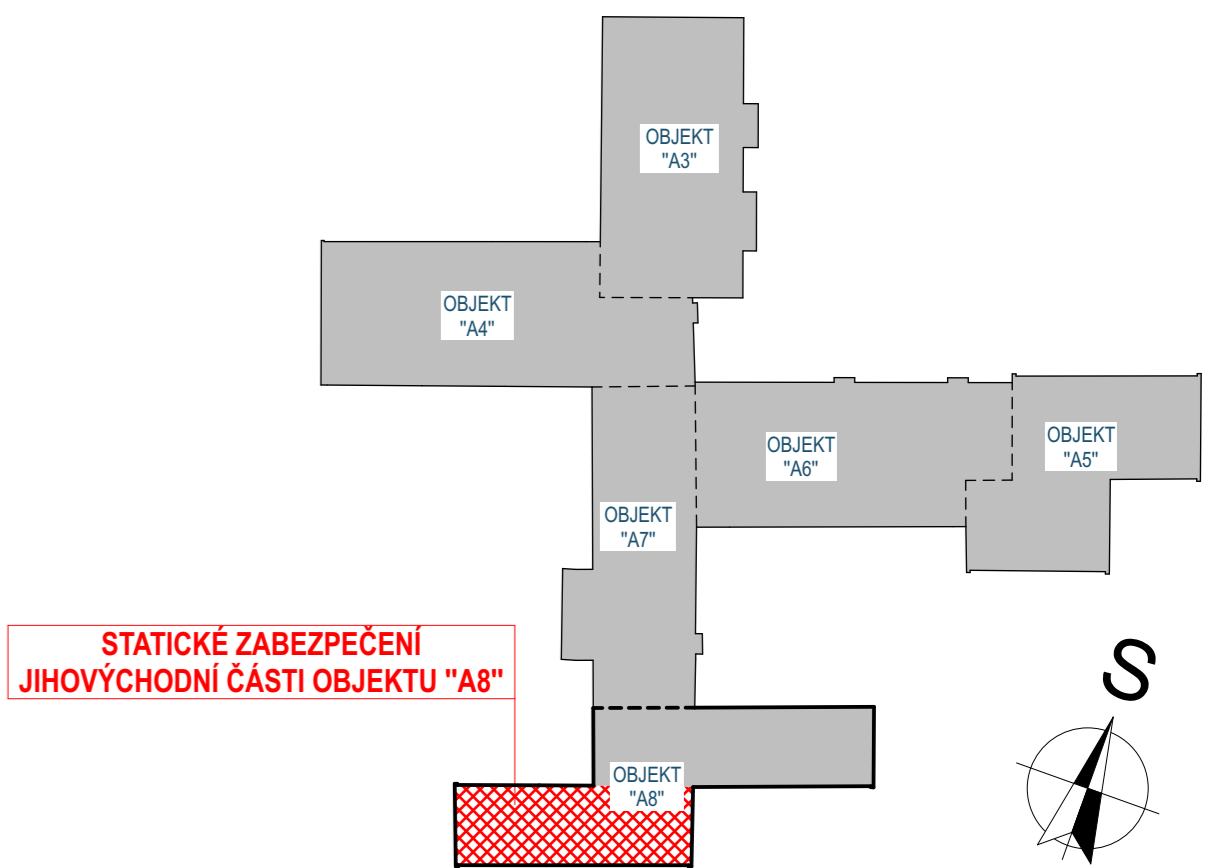 OBJEKT
"A3"
OBJEKT
"A4"
OBJEKT
"A6"
OBJEKT
"A5"
OBJEKT
"A7"
STATICKÉ ZABEZPEČENÍ
JIHOVÝCHODNÍ ČÁSTI OBJEKTU "A8"
S
OBJEKT
"A8"